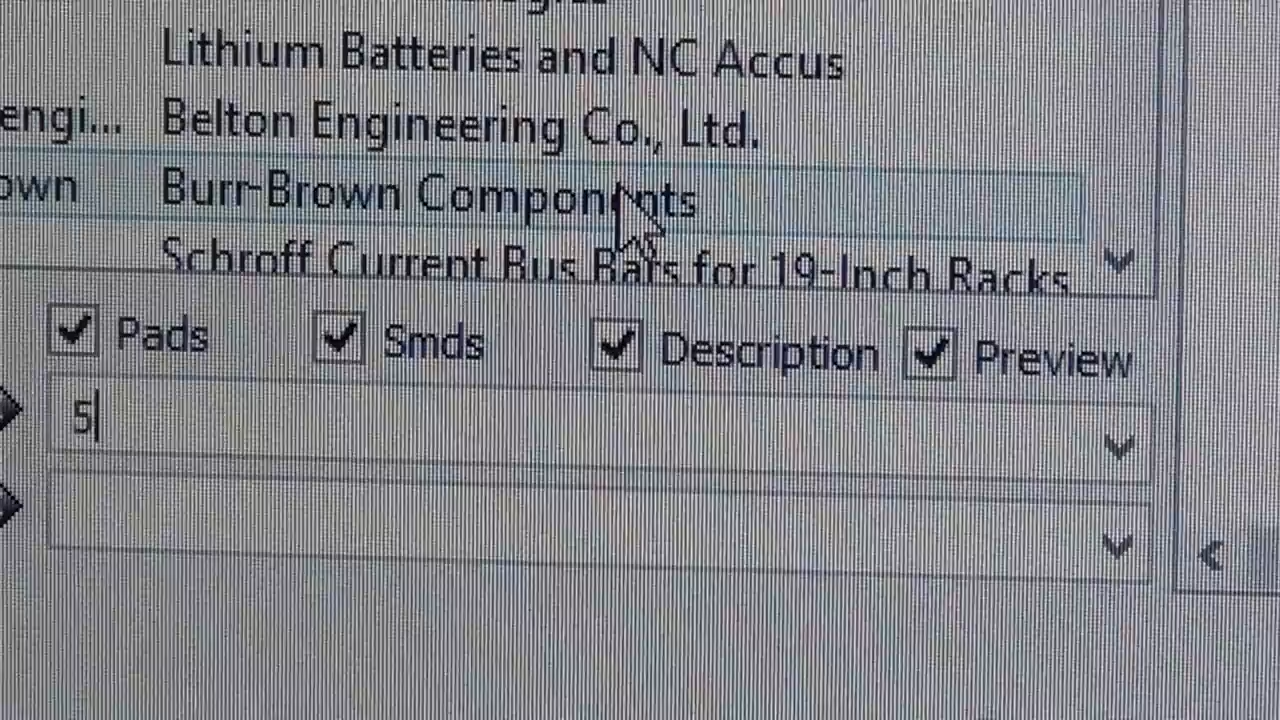 Lithium Batteries and NC Accus
engi... Belton Engineering Co., Ltd.
own Burr-Brown Components
Schroff Current Bus Bars for 19-Inch Racks
Pads Smds Description Preview
5